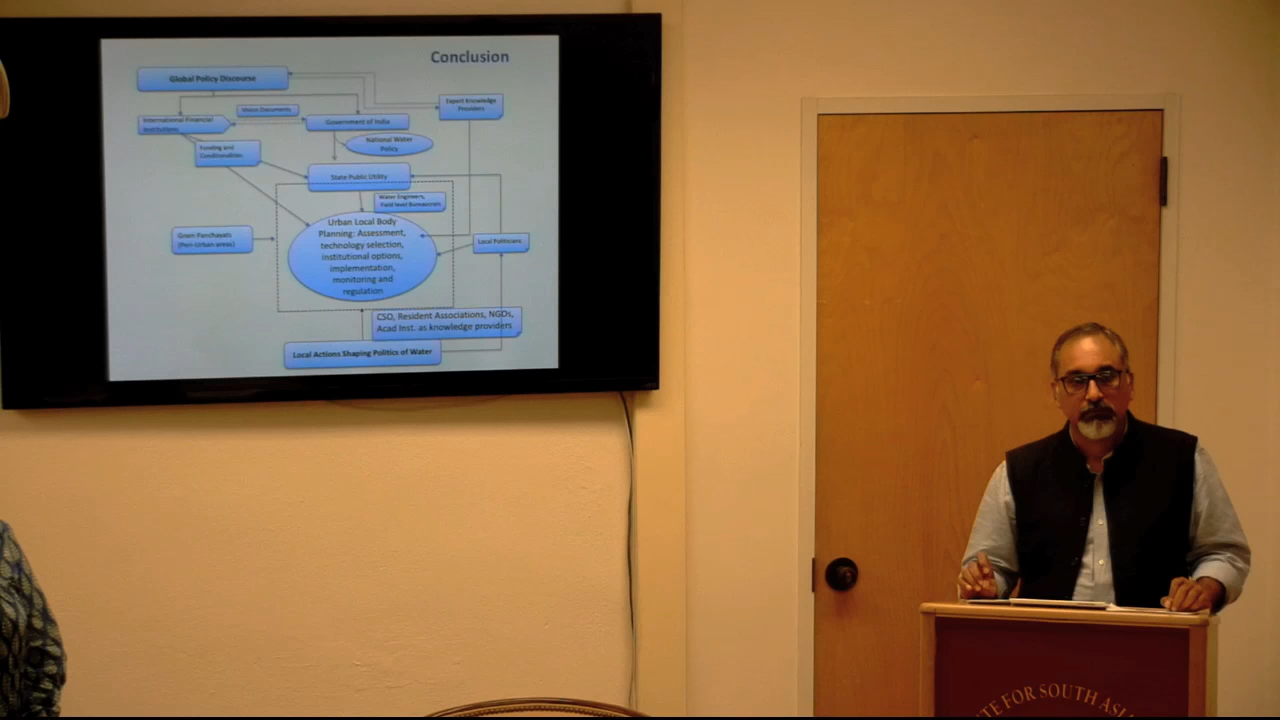 Conclusion
Global Policy Discourse
Expert Knowledge
Providers
Vision Documents
International Financial
Institutions
Government of India
National Water
Policy
Funding and
Conditionalities
State Public Utility
Water Engineers,
Field level Bureaucrats
Urban Local Body
Planning: Assessment,
technology selection,
institutional options,
implementation,
monitoring and
regulation
Gram Panchayats
(Peri-Urban areas)
Local Politicians
CSO, Resident Associations, NGOs,
Acad Inst. as knowledge providers
Local Actions Shaping Politics of Water
FOR SOUTH